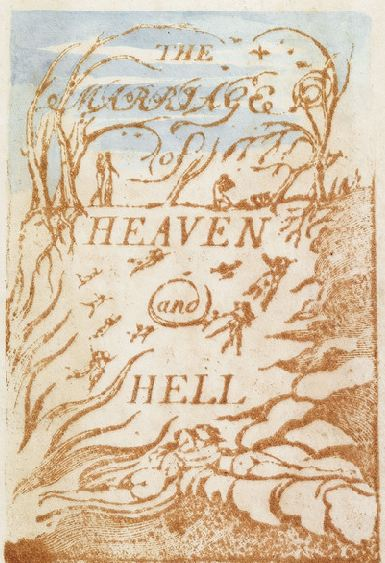 THE
MARRIAGE
of
HEAVEN
and
HELL